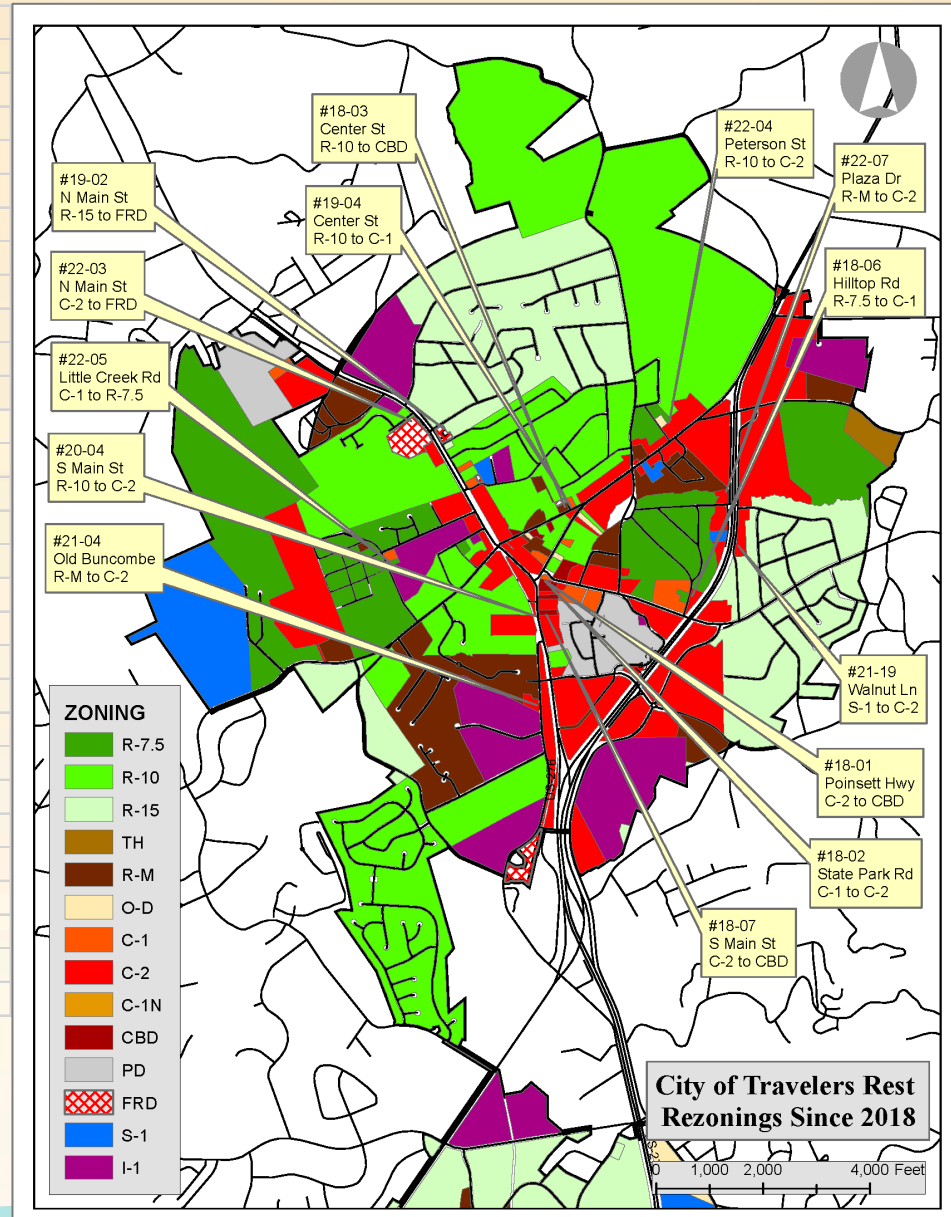 #18-03
Center St
R-10 to CBD
#22-04
Peterson St
R-10 to C-2
#22-07
Plaza Dr
R-M to C-2
#19-02
N Main St
R-15 to FRD
#19-04
Center St
R-10 to C-1
#18-06
Hilltop Rd
R-7.5 to C-1
#22-03
N Main St
C-2 to FRD
#22-05
Little Creek Rd
C-1 to R-7.5
#20-04
S Main St
R-10 to C-2
#21-04
Old Buncombe
R-M to C-2
#21-19
Walnut Ln
S-1 to C-2
#18-01
Poinsett Hwy
C-2 to CBD
#18-02
State Park Rd
C-1 to C-2
#18-07
S Main St
C-2 to CBD
ZONING
R-7.5
R-10
R-15
TH
R-M
O-D
C-1
C-2
C-1N
CBD
PD
FRD
S-1
I-1
City of Travelers Rest
Rezonings Since 2018
0 1,000 2,000 4,000 Feet